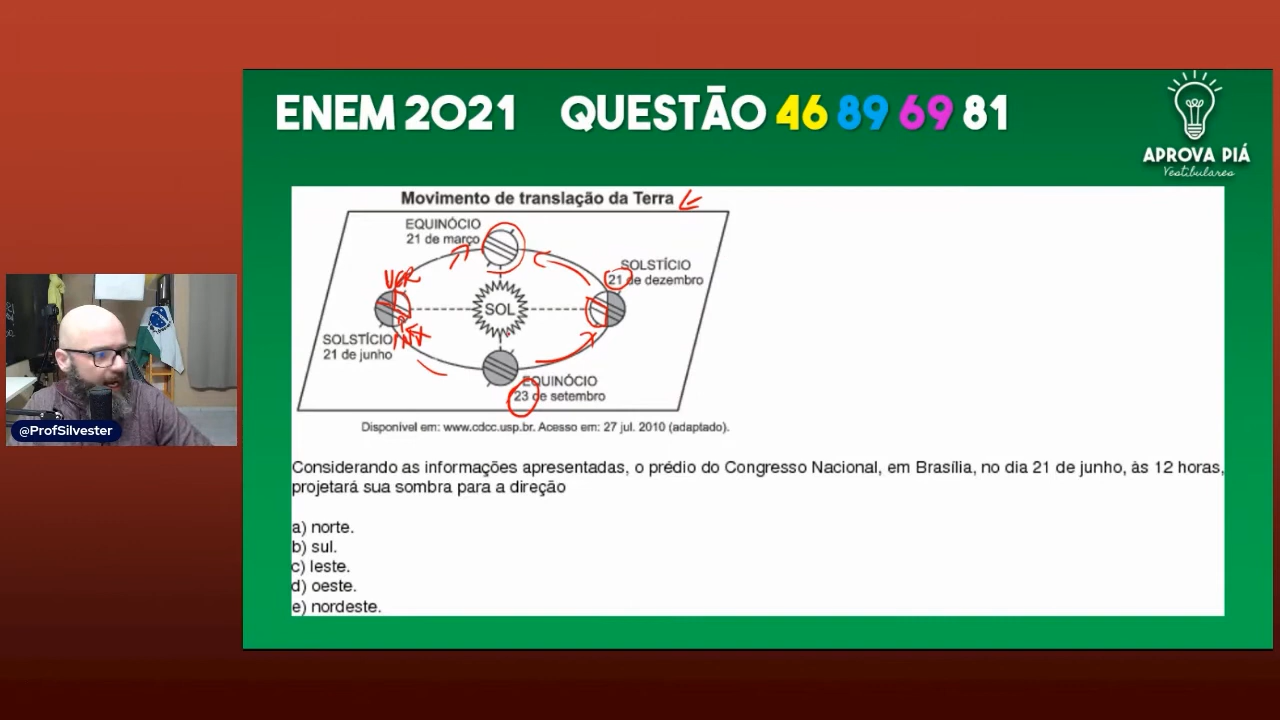 ENEM 2021 QUESTÃO 46 89 69 81
APROVA PIÁ
Vestibulares
Movimento de translação da Terra
EQUINÓCIO
21 de março
SOLSTÍCIO
21 de dezembro
VER
SOL
INV
SOLSTÍCIO
21 de junho
EQUINÓCIO
23 de setembro
Disponível em: www.cdcc.usp.br. Acesso em: 27 jul. 2010 (adaptado).
@ProfSilvester
Considerando as informações apresentadas, o prédio do Congresso Nacional, em Brasília, no dia 21 de junho, às 12 horas,
projetará sua sombra para a direção
a) norte.
b) sul.
c) leste.
d) oeste.
e) nordeste.